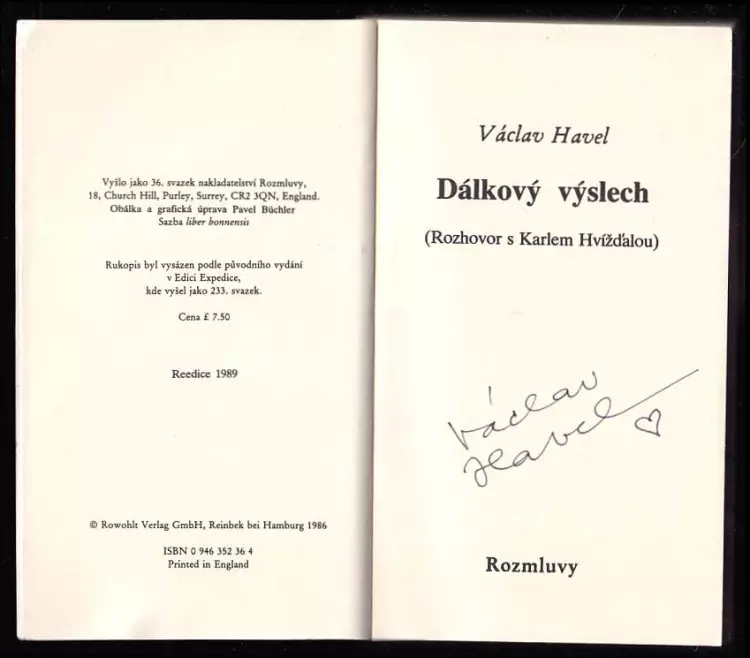 Vyšlo jako 36. svazek nakladatelství Rozmluvy,
18, Church Hill, Purley, Surrey, CR2 3QN, England.
Obálka a grafická úprava Pavel Büchler
Sazba liber bonnensis
Rukopis byl vysázen podle původního vydání
v Edici Expedice,
kde vyšel jako 233. svazek.
Cena £ 7.50
Reedice 1989
© Rowohlt Verlag GmbH, Reinbek bei Hamburg 1986
ISBN 0 946 352 36 4
Printed in England
Václav Havel
Dálkový výslech
(Rozhovor s Karlem Hvížďalou)
Václav
Havel
Rozmluvy